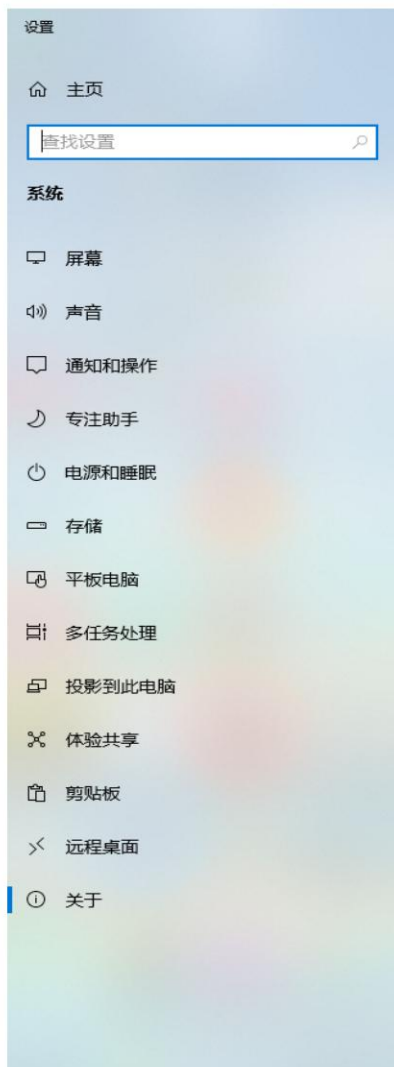 设置
主页
查找设置
系统
屏幕
声音
通知和操作
专注助手
电源和睡眠
存储
平板电脑
多任务处理
投影到此电脑
体验共享
剪贴板
远程桌面
关于